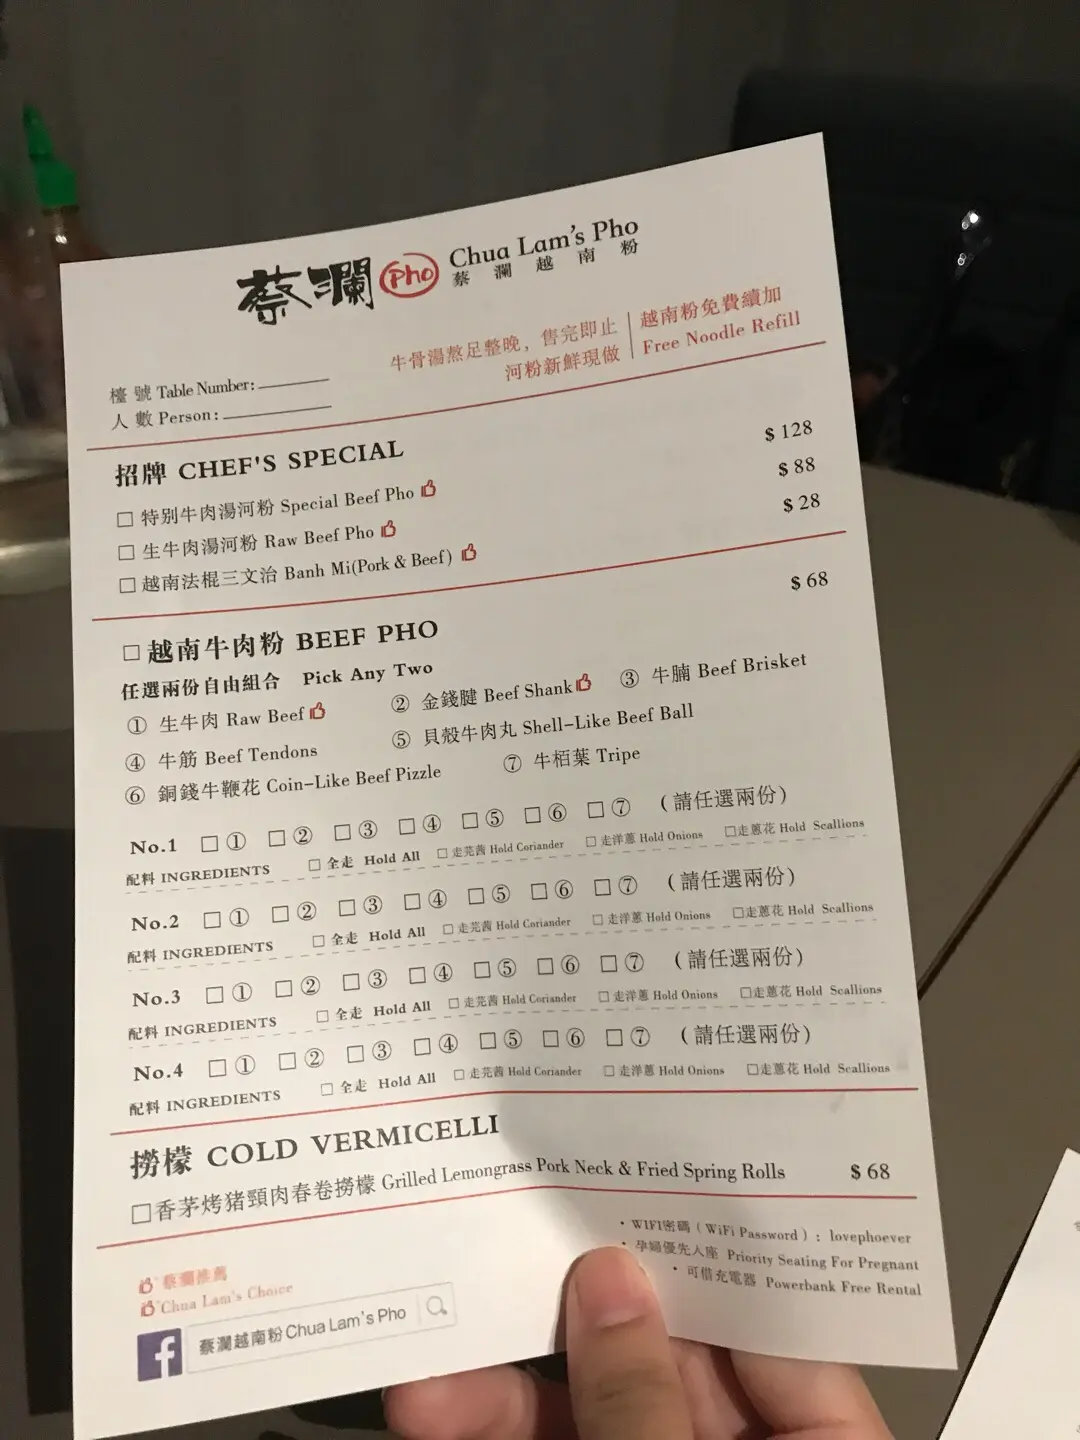 蔡瀾 Pho Chua Lam's Pho
蔡瀾越南粉
牛骨湯熬足整晚，售完即止
河粉新鮮現做
越南粉免費續加
Free Noodle Refill
檯 號 Table Number:
人 數 Person:
招牌 CHEF'S SPECIAL
□ 特別牛肉湯河粉 Special Beef Pho $ 128
□ 生牛肉湯河粉 Raw Beef Pho $ 88
□ 越南法棍三文治 Banh Mi(Pork & Beef) $ 28
□ 越南牛肉粉 BEEF PHO $ 68
任選兩份自由組合 Pick Any Two
① 生牛肉 Raw Beef ② 金錢腱 Beef Shank ③ 牛腩 Beef Brisket
④ 牛筋 Beef Tendons ⑤ 貝殼牛肉丸 Shell-Like Beef Ball
⑥ 銅錢牛鞭花 Coin-Like Beef Pizzle ⑦ 牛栢葉 Tripe
No.1 □ ① □ ② □ ③ □ ④ □ ⑤ □ ⑥ □ ⑦ (請任選兩份)
配料 INGREDIENTS □ 全走 Hold All □ 走芫茜 Hold Coriander □ 走洋蔥 Hold Onions □走蔥花 Hold Scallions
No.2 □ ① □ ② □ ③ □ ④ □ ⑤ □ ⑥ □ ⑦ (請任選兩份)
配料 INGREDIENTS □ 全走 Hold All □ 走芫茜 Hold Coriander □ 走洋蔥 Hold Onions □走蔥花 Hold Scallions
No.3 □ ① □ ② □ ③ □ ④ □ ⑤ □ ⑥ □ ⑦ (請任選兩份)
配料 INGREDIENTS □ 全走 Hold All □ 走芫茜 Hold Coriander □ 走洋蔥 Hold Onions □走蔥花 Hold Scallions
No.4 □ ① □ ② □ ③ □ ④ □ ⑤ □ ⑥ □ ⑦ (請任選兩份)
配料 INGREDIENTS □ 全走 Hold All □ 走芫茜 Hold Coriander □ 走洋蔥 Hold Onions □走蔥花 Hold Scallions
撈檬 COLD VERMICELLI
□香茅烤猪頸肉春卷撈檬 Grilled Lemongrass Pork Neck & Fried Spring Rolls $ 68
• WIFI密碼（WiFi Password）: lovephoever
• 孕婦優先入座 Priority Seating For Pregnant
• 可借充電器 Powerbank Free Rental
蔡瀾推薦
Chua Lam's Choice
f 蔡瀾越南粉 Chua Lam's Pho